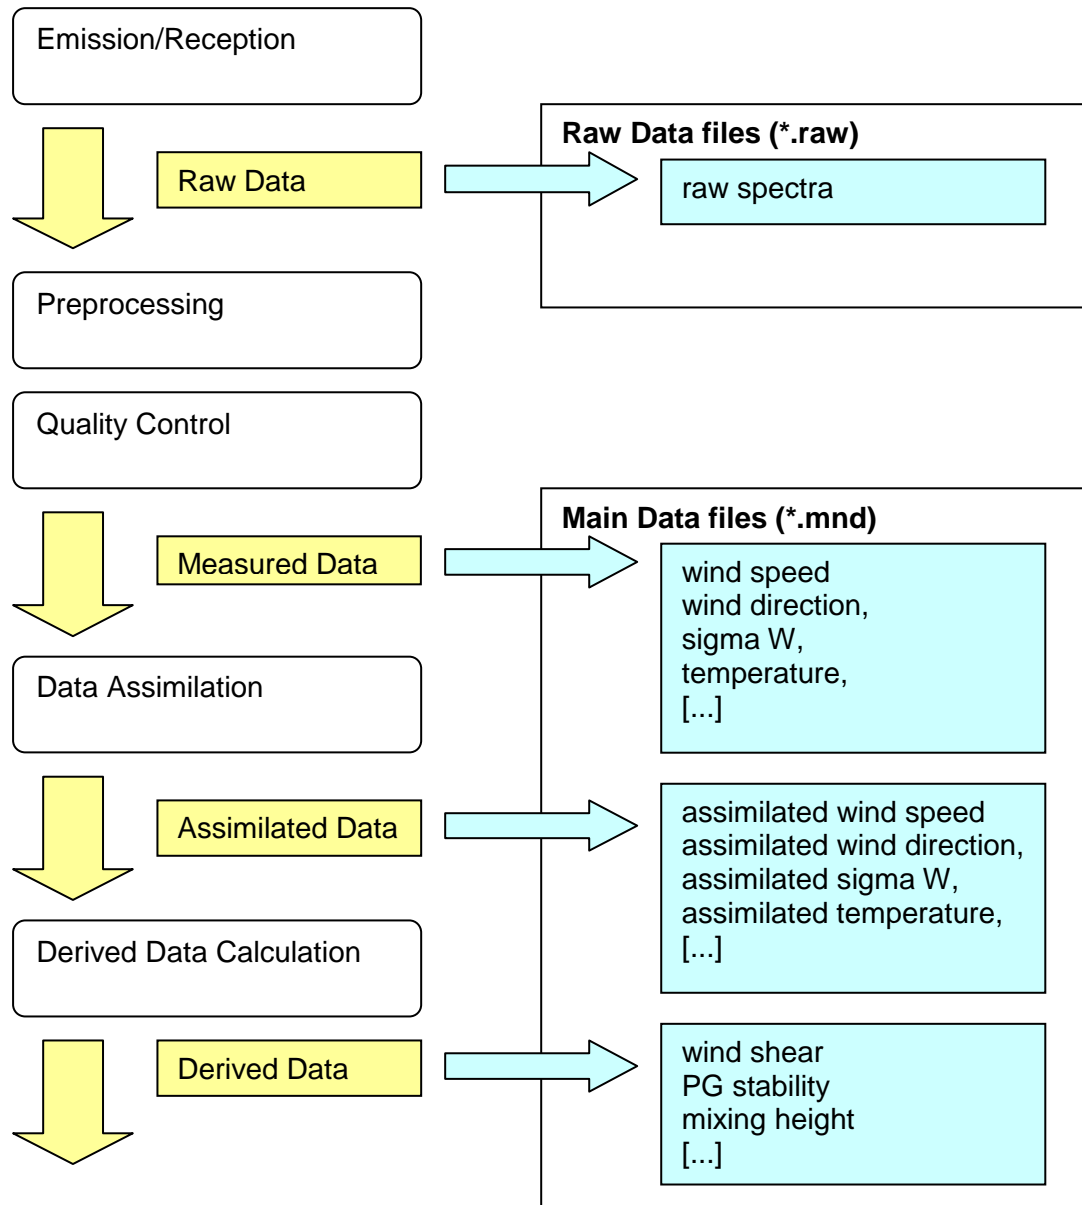 Emission/Reception
Raw Data files (*.raw)
Raw Data
raw spectra
Preprocessing
Quality Control
Main Data files (*.mnd)
Measured Data
wind speed
wind direction,
sigma W,
temperature,
[...]
Data Assimilation
Assimilated Data
assimilated wind speed
assimilated wind direction,
assimilated sigma W,
assimilated temperature,
[...]
Derived Data Calculation
Derived Data
wind shear
PG stability
mixing height
[...]